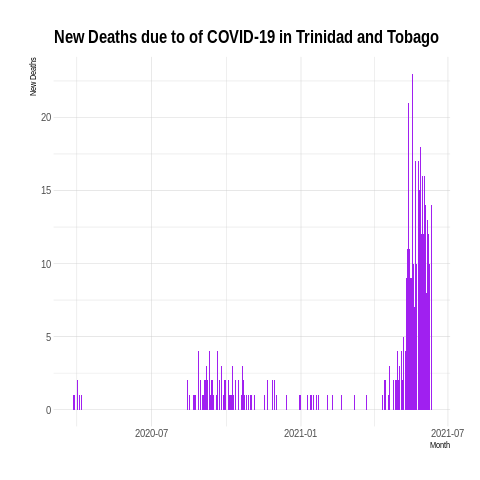 New Deaths due to of COVID-19 in Trinidad and Tobago
New Deaths
20
15
10
5
0
2020-07
2021-01
2021-07
Month